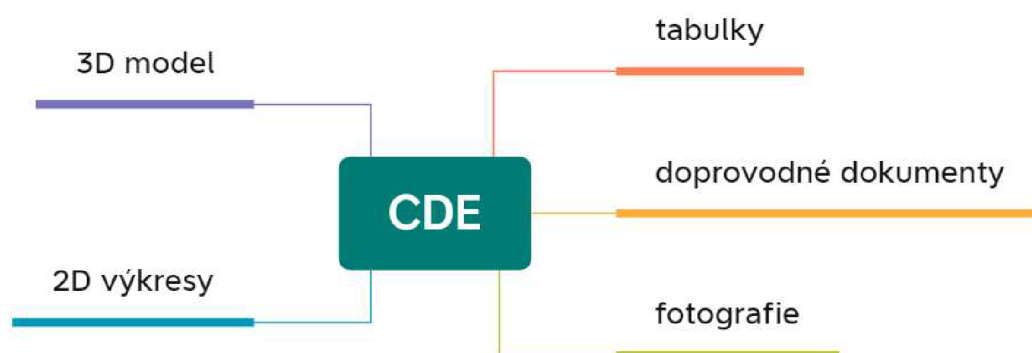 3D model
tabulky
CDE
doprovodné dokumenty
2D výkresy
fotografie